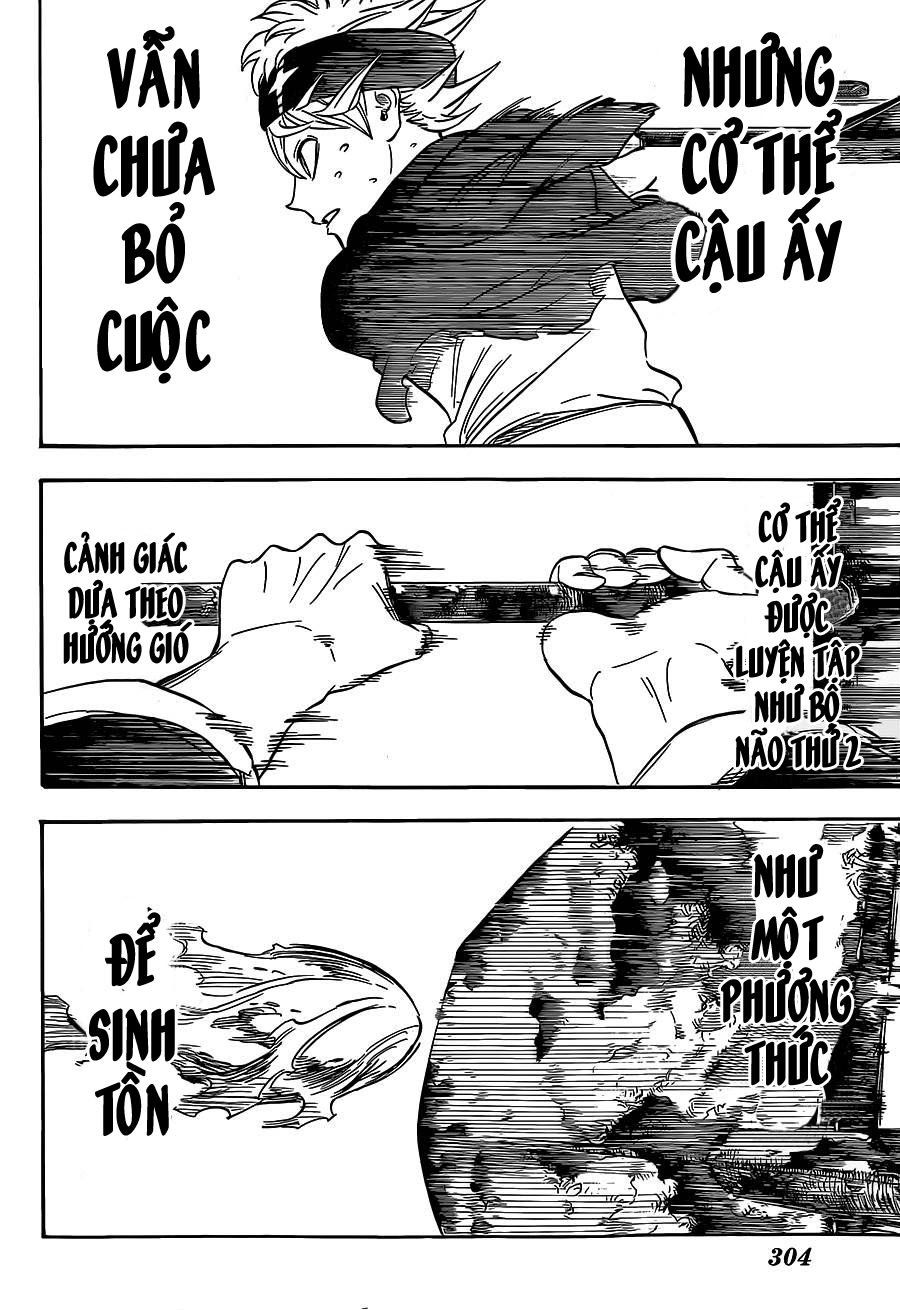 NHƯNG
CƠ THỂ
CẬU ẤY
VẪN
CHƯA
BỎ
CUỘC
CƠ THỂ
CẬU ẤY
ĐƯỢC
LUYỆN TẬP
NHƯ BỘ
NÃO THỨ 2
CẢNH GIÁC
DỰA THEO
HƯỚNG GIÓ
NHƯ
MỘT
PHƯƠNG
THỨC
ĐỂ
SINH
TỒN
304